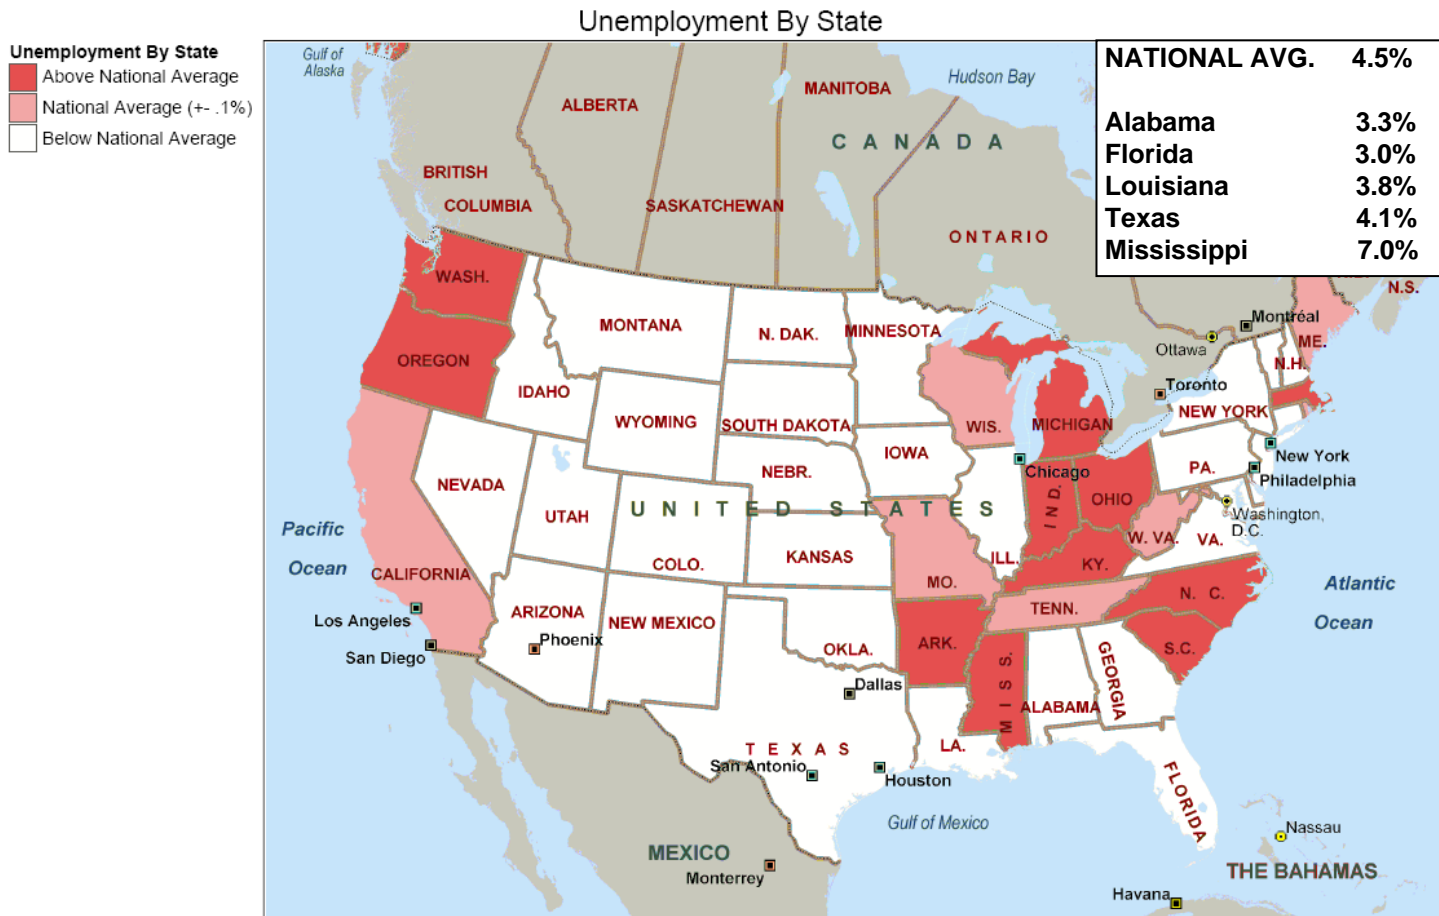 Unemployment By State
Unemployment By State
Above National Average
National Average (+- .1%)
Below National Average
NATIONAL AVG. 4.5%
Alabama 3.3%
Florida 3.0%
Louisiana 3.8%
Texas 4.1%
Mississippi 7.0%
Gulf of
Alaska
Hudson Bay
MANITOBA
ALBERTA
CANADA
BRITISH
COLUMBIA
SASKATCHEWAN
ONTARIO
N.S.
WASH.
Montréal
MONTANA
N. DAK.
MINNESOTA
Ottawa
ME.
N.H.
OREGON
IDAHO
Toronto
WYOMING
SOUTH DAKOTA
WIS.
MICHIGAN
NEW YORK
IOWA
New York
NEBR.
Chicago
PA.
Philadelphia
NEVADA
UTAH
UNITED STATES
IND.
OHIO
Washington,
D.C.
Pacific
Ocean
COLO.
KANSAS
ILL.
W. VA.
VA.
CALIFORNIA
MO.
KY.
Atlantic
Ocean
Los Angeles
ARIZONA
NEW MEXICO
TENN.
N. C.
San Diego
Phoenix
OKLA.
ARK.
MISS.
S.C.
Dallas
ALABAMA
GEORGIA
TEXAS
LA.
San Antonio
Houston
FLORIDA
Gulf of Mexico
Nassau
MEXICO
Monterrey
THE BAHAMAS
Havana